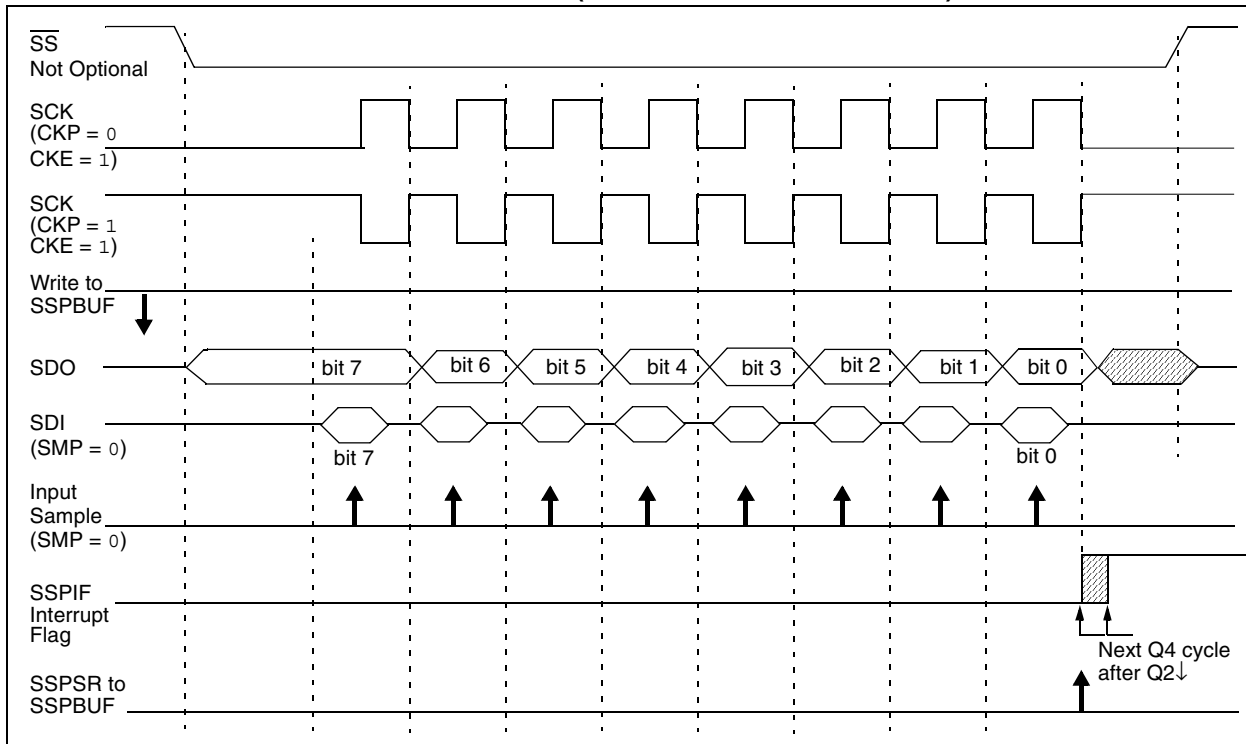 SS
Not Optional
SCK
(CKP = 0
CKE = 1)
SCK
(CKP = 1
CKE = 1)
Write to
SSPBUF
SDO
bit 7
bit 6
bit 5
bit 4
bit 3
bit 2
bit 1
bit 0
SDI
(SMP = 0)
bit 7
bit 0
Input
Sample
(SMP = 0)
SSPIF
Interrupt
Flag
Next Q4 cycle
after Q2↓
SSPSR to
SSPBUF